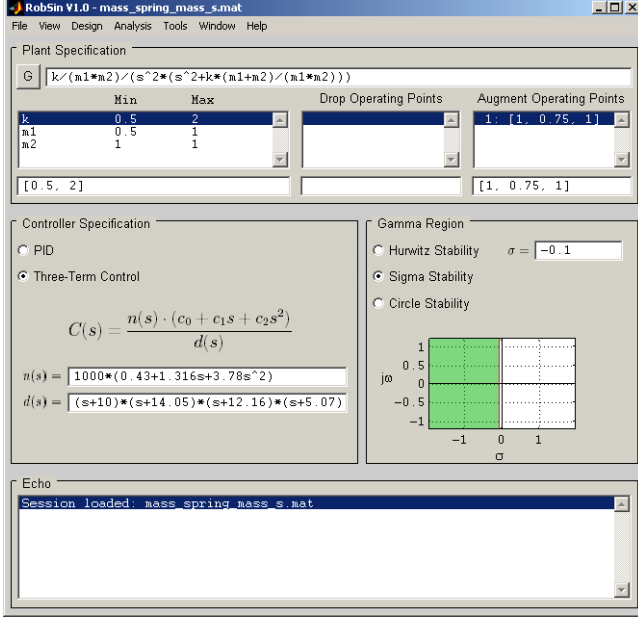 RobSin V1.0 - mass_spring_mass_s.mat
File View Design Analysis Tools Window Help
Plant Specification
G k/(m1*m2)/(s^2*(s^2+k*(m1+m2)/(m1*m2)))
Min Max Drop Operating Points Augment Operating Points
k 0.5 2 1: [1, 0.75, 1]
m1 0.5 1
m2 1 1
[0.5, 2] [1, 0.75, 1]
Controller Specification Gamma Region
PID Hurwitz Stability σ = -0.1
Three-Term Control Sigma Stability
Circle Stability
C(s) = n(s) · (c₀ + c₁s + c₂s²) / d(s)
n(s) = 1000*(0.43+1.316s+3.78s^2)
d(s) = (s+10)*(s+14.05)*(s+12.16)*(s+5.07)
1
0.5
jω 0
-0.5
-1
-1 0 1
σ
Echo
Session loaded: mass_spring_mass_s.mat